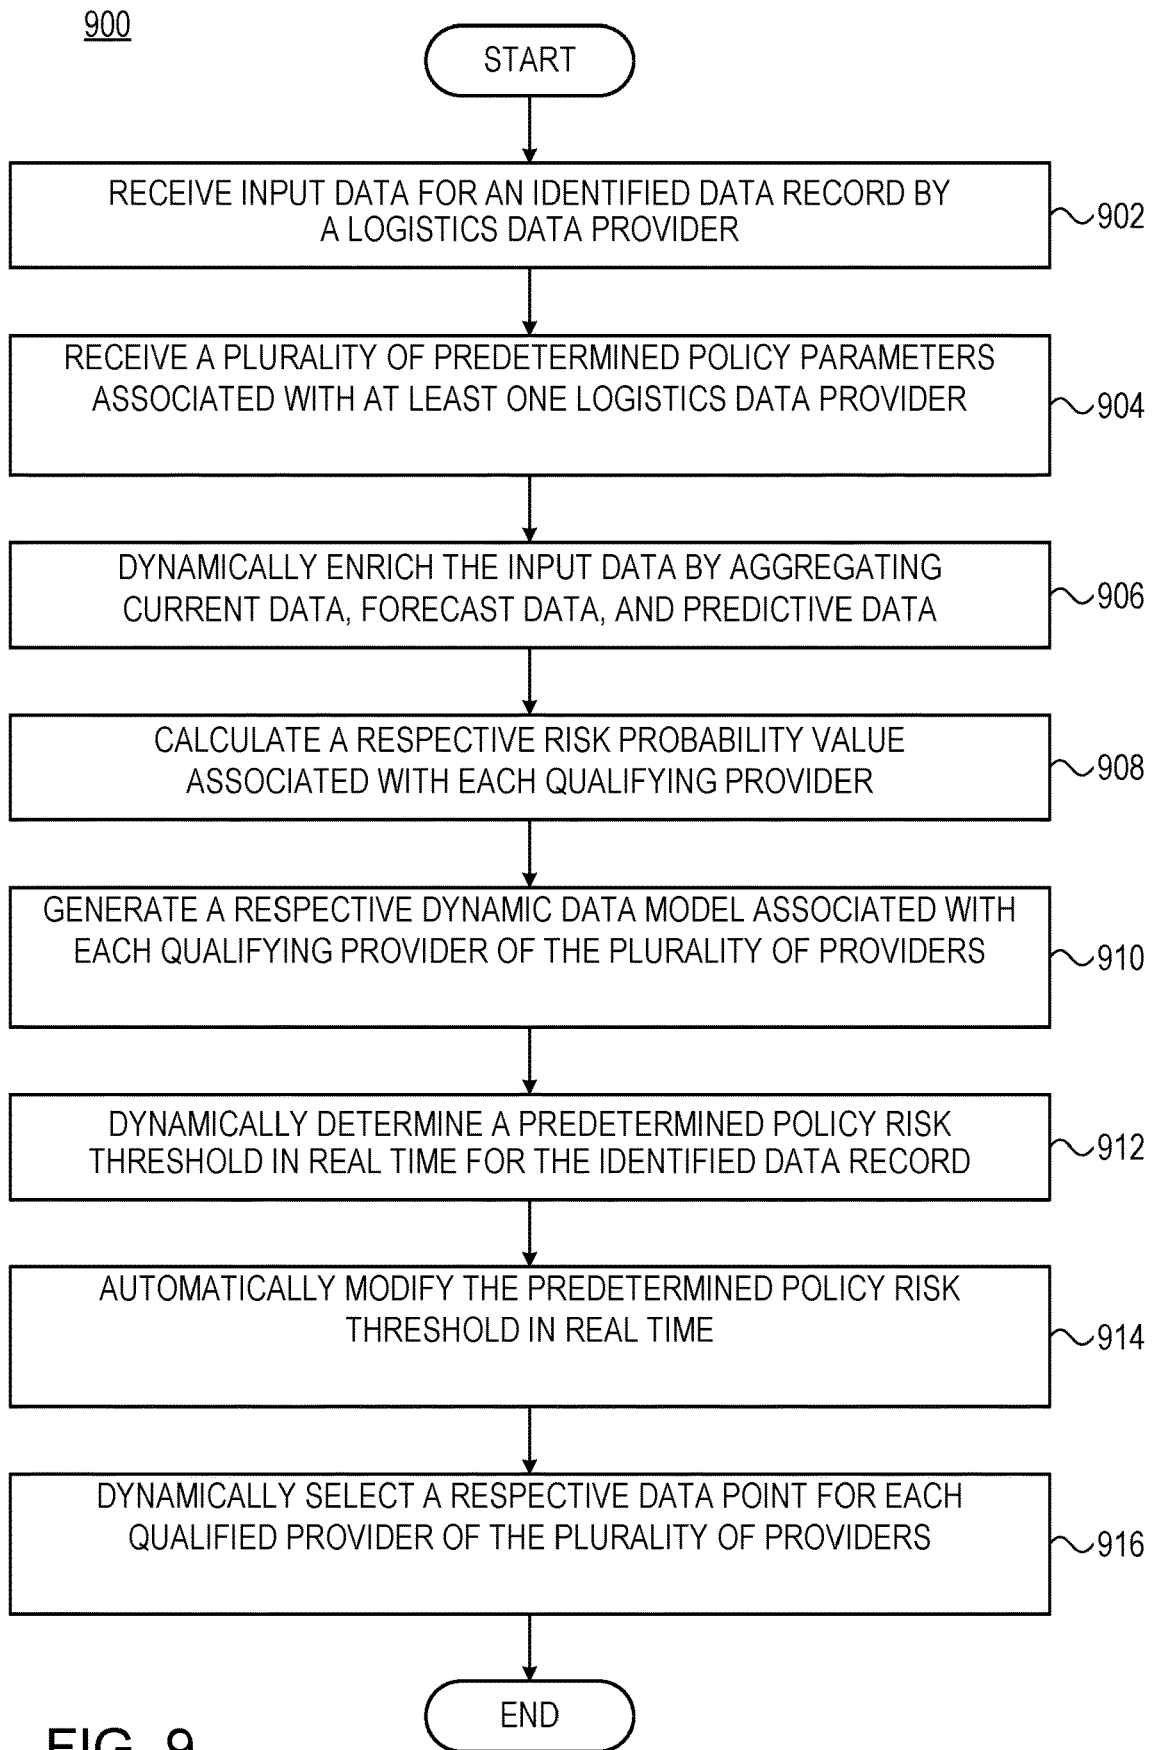 900
START
RECEIVE INPUT DATA FOR AN IDENTIFIED DATA RECORD BY
A LOGISTICS DATA PROVIDER
902
RECEIVE A PLURALITY OF PREDETERMINED POLICY PARAMETERS
ASSOCIATED WITH AT LEAST ONE LOGISTICS DATA PROVIDER
904
DYNAMICALLY ENRICH THE INPUT DATA BY AGGREGATING
CURRENT DATA, FORECAST DATA, AND PREDICTIVE DATA
906
CALCULATE A RESPECTIVE RISK PROBABILITY VALUE
ASSOCIATED WITH EACH QUALIFYING PROVIDER
908
GENERATE A RESPECTIVE DYNAMIC DATA MODEL ASSOCIATED WITH
EACH QUALIFYING PROVIDER OF THE PLURALITY OF PROVIDERS
910
DYNAMICALLY DETERMINE A PREDETERMINED POLICY RISK
THRESHOLD IN REAL TIME FOR THE IDENTIFIED DATA RECORD
912
AUTOMATICALLY MODIFY THE PREDETERMINED POLICY RISK
THRESHOLD IN REAL TIME
914
DYNAMICALLY SELECT A RESPECTIVE DATA POINT FOR EACH
QUALIFIED PROVIDER OF THE PLURALITY OF PROVIDERS
916
END
FIG. 9